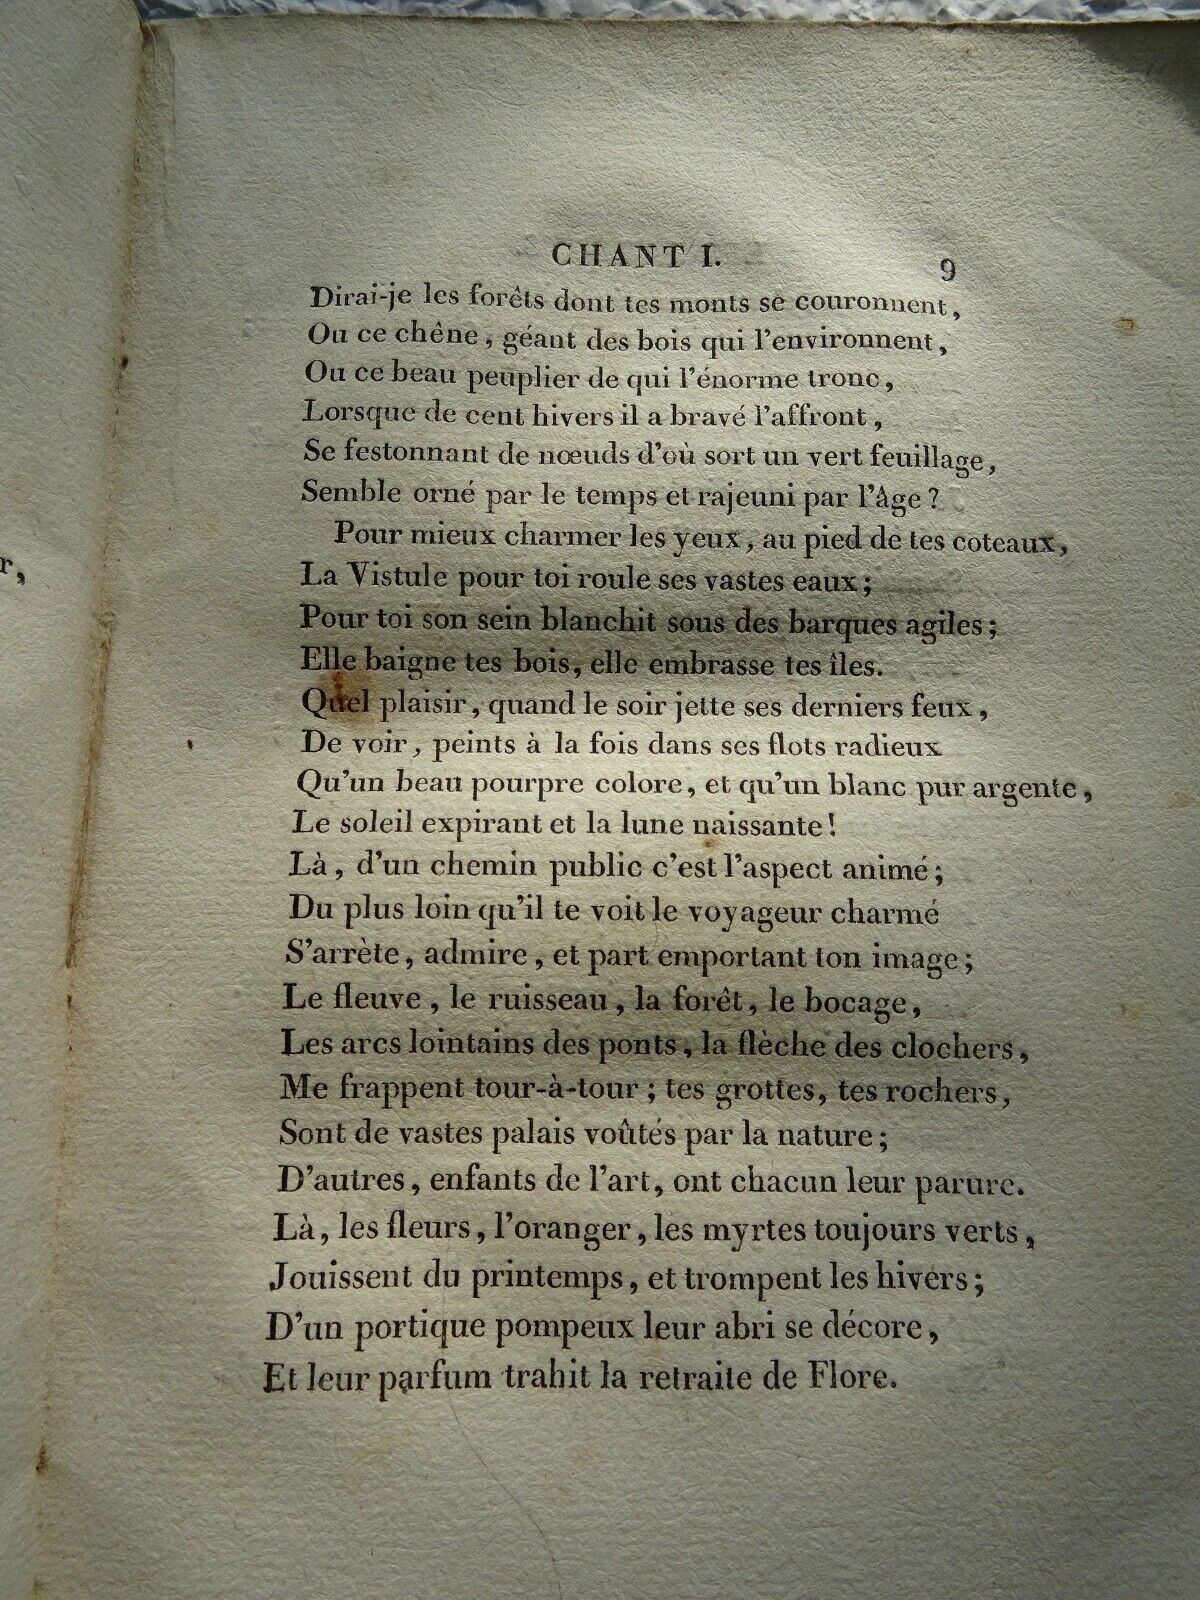 CHANT I. 9
Dirai-je les forêts dont tes monts se couronnent,
Ou ce chêne, géant des bois qui l'environnent,
Ou ce beau peuplier de qui l'énorme tronc,
Lorsque de cent hivers il a bravé l'affront,
Se festonnant de nœuds d'où sort un vert feuillage,
Semble orné par le temps et rajeuni par l'âge ?
Pour mieux charmer les yeux, au pied de tes coteaux,
La Vistule pour toi roule ses vastes eaux ;
Pour toi son sein blanchit sous des barques agiles ;
Elle baigne tes bois, elle embrasse tes îles.
Quel plaisir, quand le soir jette ses derniers feux,
De voir, peints à la fois dans ses flots radieux
Qu'un beau pourpre colore, et qu'un blanc pur argente,
Le soleil expirant et la lune naissante !
Là, d'un chemin public c'est l'aspect animé ;
Du plus loin qu'il te voit le voyageur charmé
S'arrète, admire, et part emportant ton image ;
Le fleuve, le ruisseau, la forêt, le bocage,
Les arcs lointains des ponts, la flèche des clochers,
Me frappent tour-à-tour ; tes grottes, tes rochers,
Sont de vastes palais voûtés par la nature ;
D'autres, enfants de l'art, ont chacun leur parure.
Là, les fleurs, l'oranger, les myrtes toujours verts,
Jouissent du printemps, et trompent les hivers ;
D'un portique pompeux leur abri se décore,
Et leur parfum trahit la retraite de Flore.
r,